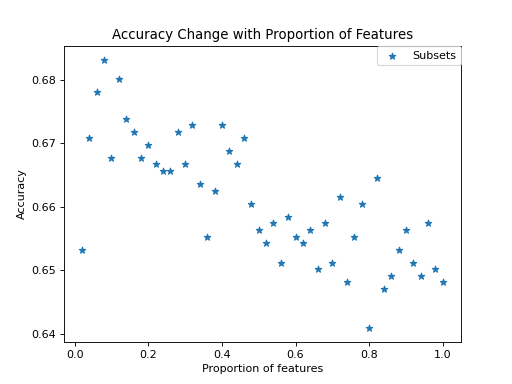 Accuracy Change with Proportion of Features
Subsets
0.68
0.67
0.66
0.65
0.64
Accuracy
0.0 0.2 0.4 0.6 0.8 1.0
Proportion of features